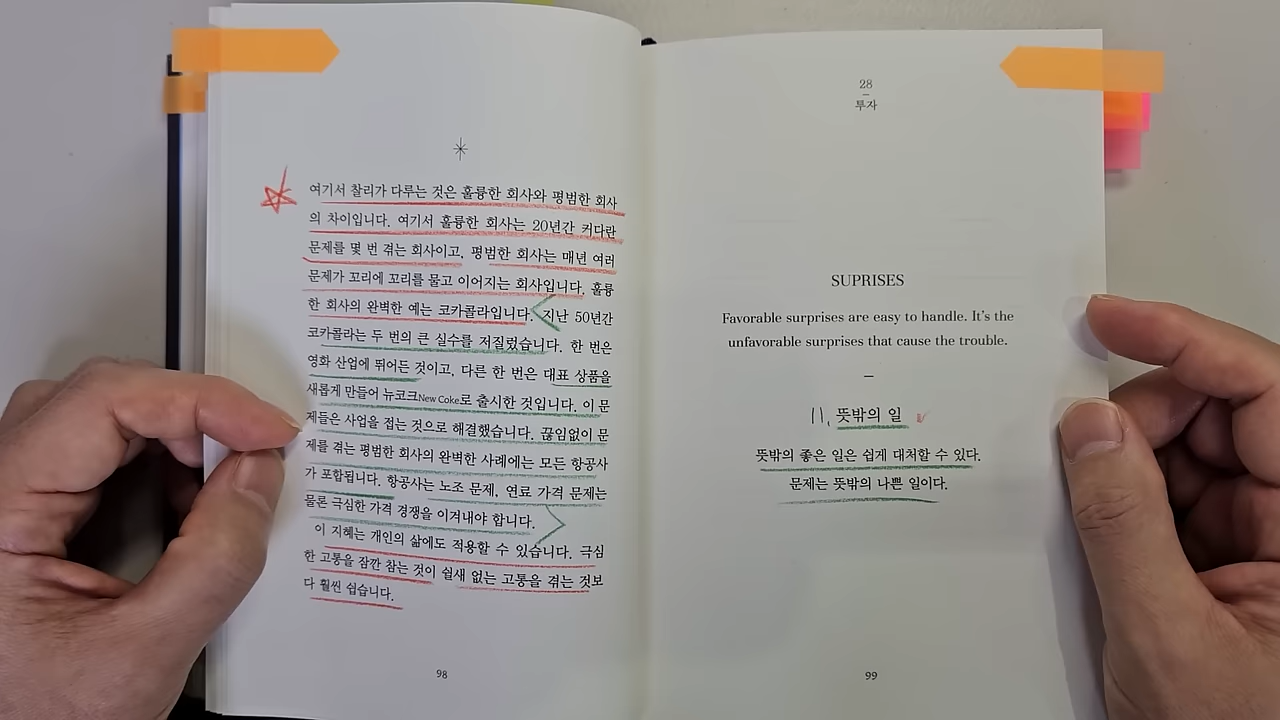 여기서 찰리가 다루는 것은 훌륭한 회사와 평범한 회사
의 차이입니다. 여기서 훌륭한 회사는 20년간 커다란
문제를 몇 번 겪는 회사이고, 평범한 회사는 매년 여러
문제가 꼬리에 꼬리를 물고 이어지는 회사입니다. 훌륭
한 회사의 완벽한 예는 코카콜라입니다. 지난 50년간
코카콜라는 두 번의 큰 실수를 저질렀습니다. 한 번은
영화 산업에 뛰어든 것이고, 다른 한 번은 대표 상품을
새롭게 만들어 뉴코크New Coke로 출시한 것입니다. 이 문
제들은 사업을 접는 것으로 해결했습니다. 끊임없이 문
제를 겪는 평범한 회사의 완벽한 사례에는 모든 항공사
가 포함됩니다. 항공사는 노조 문제, 연료 가격 문제는
물론 극심한 가격 경쟁을 이겨내야 합니다.
이 지혜는 개인의 삶에도 적용할 수 있습니다. 극심
한 고통을 잠깐 참는 것이 쉴새 없는 고통을 겪는 것보
다 훨씬 쉽습니다.
98
28
투자
SUPRISES
Favorable surprises are easy to handle. It's the
unfavorable surprises that cause the trouble.
11, 뜻밖의 일
뜻밖의 좋은 일은 쉽게 대처할 수 있다.
문제는 뜻밖의 나쁜 일이다.
99